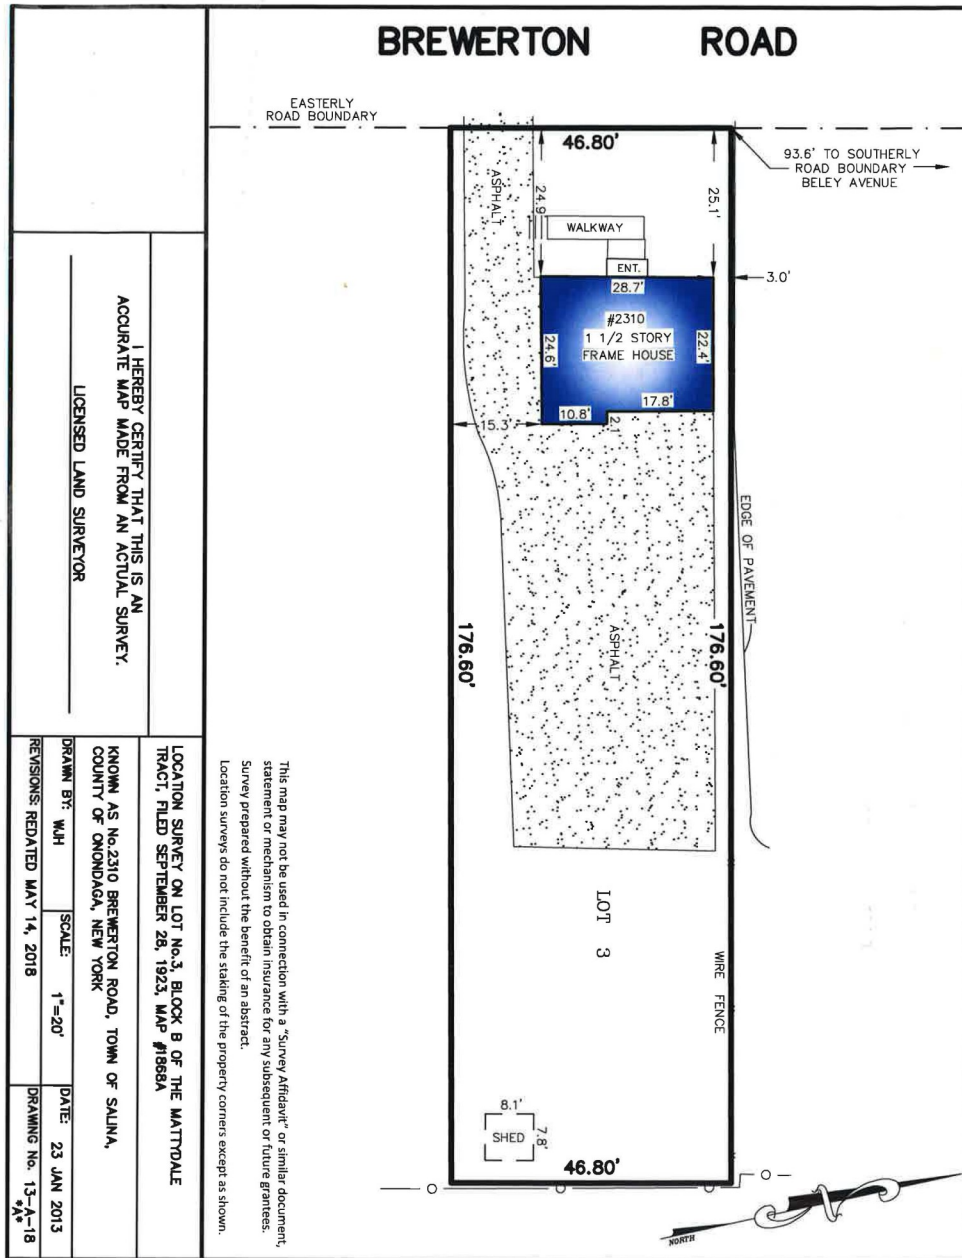 BREWERTON ROAD
EASTERLY
ROAD BOUNDARY
46.80'
93.6' TO SOUTHERLY
ROAD BOUNDARY
BELEY AVENUE
ASPHALT
24.9'
25.1'
WALKWAY
ENT.
3.0'
28.7'
#2310
1 1/2 STORY
FRAME HOUSE
24.6'
22.4'
17.8'
10.8'
2.1'
15.3'
EDGE OF PAVEMENT
ASPHALT
176.60'
176.60'
LOT 3
WIRE FENCE
8.1'
7.8'
SHED
46.80'
NORTH
This map may not be used in connection with a "Survey Affidavit" or similar document,
statement or mechanism to obtain insurance for any subsequent or future grantees.
Survey prepared without the benefit of an abstract.
Location surveys do not include the staking of the property corners except as shown.
I HEREBY CERTIFY THAT THIS IS AN
ACCURATE MAP MADE FROM AN ACTUAL SURVEY.
LICENSED LAND SURVEYOR
LOCATION SURVEY ON LOT No.3, BLOCK B OF THE MATTYDALE
TRACT, FILED SEPTEMBER 28, 1923, MAP #1868A
KNOWN AS No.2310 BREWERTON ROAD, TOWN OF SALINA,
COUNTY OF ONONDAGA, NEW YORK
DRAWN BY: WJH SCALE: 1"=20' DATE: 23 JAN 2013
REVISIONS: REDATED MAY 14, 2018 DRAWING No. 13-A-18
*A*